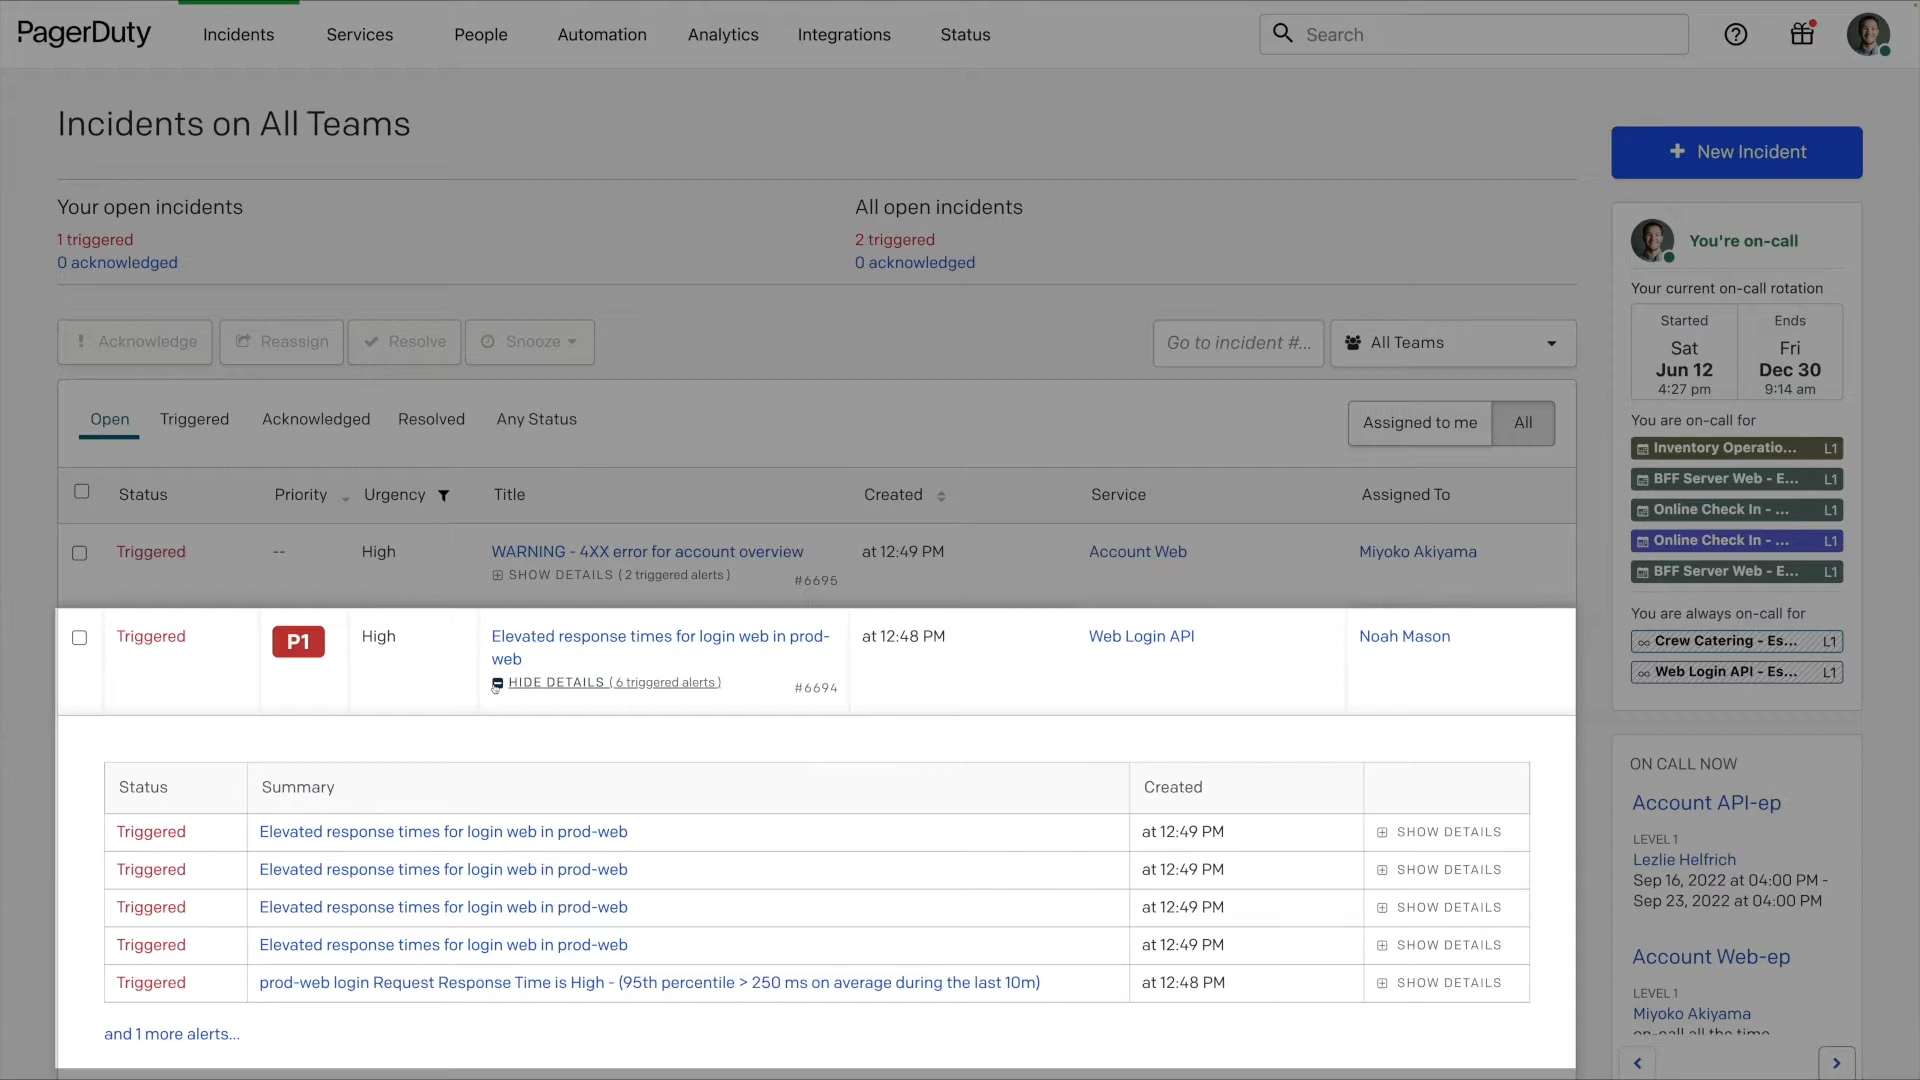 PagerDuty
Incidents
Services
People
Automation
Analytics
Integrations
Status
Search
Incidents on All Teams
New Incident
Your open incidents
1 triggered
0 acknowledged
All open incidents
2 triggered
0 acknowledged
Acknowledge
Reassign
Resolve
Snooze
Go to incident #...
All Teams
Open
Triggered
Acknowledged
Resolved
Any Status
Assigned to me
All
Status
Priority
Urgency
Title
Created
Service
Assigned To
Triggered
--
High
WARNING - 4XX error for account overview
SHOW DETAILS ( 2 triggered alerts )
#6695
at 12:49 PM
Account Web
Miyoko Akiyama
Triggered
P1
High
Elevated response times for login web in prod-
web
HIDE DETAILS ( 6 triggered alerts )
#6694
at 12:48 PM
Web Login API
Noah Mason
Status
Summary
Created
Triggered
Elevated response times for login web in prod-web
at 12:49 PM
SHOW DETAILS
Triggered
Elevated response times for login web in prod-web
at 12:49 PM
SHOW DETAILS
Triggered
Elevated response times for login web in prod-web
at 12:49 PM
SHOW DETAILS
Triggered
Elevated response times for login web in prod-web
at 12:49 PM
SHOW DETAILS
Triggered
prod-web login Request Response Time is High - (95th percentile > 250 ms on average during the last 10m)
at 12:48 PM
SHOW DETAILS
and 1 more alerts...
You're on-call
Your current on-call rotation
Started
Sat
Jun 12
4:27 pm
Ends
Fri
Dec 30
9:14 am
You are on-call for
Inventory Operatio... L1
BFF Server Web - E... L1
Online Check In - ... L1
Online Check In - ... L1
BFF Server Web - E... L1
You are always on-call for
Crew Catering - Es... L1
Web Login API - Es... L1
ON CALL NOW
Account API-ep
LEVEL 1
Lezlie Helfrich
Sep 16, 2022 at 04:00 PM -
Sep 23, 2022 at 04:00 PM
Account Web-ep
LEVEL 1
Miyoko Akiyama
on-call all the time